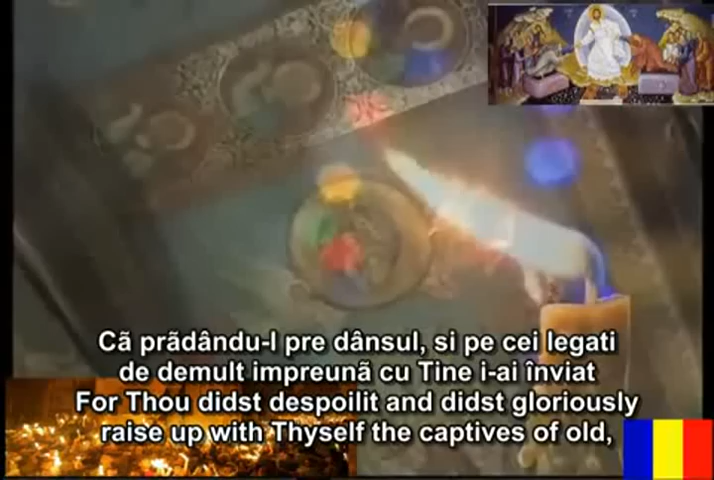 Cã prãdându-l pre dânsul, si pe cei legati
de demult impreunã cu Tine i-ai înviat
For Thou didst despoilit and didst gloriously
raise up with Thyself the captives of old,